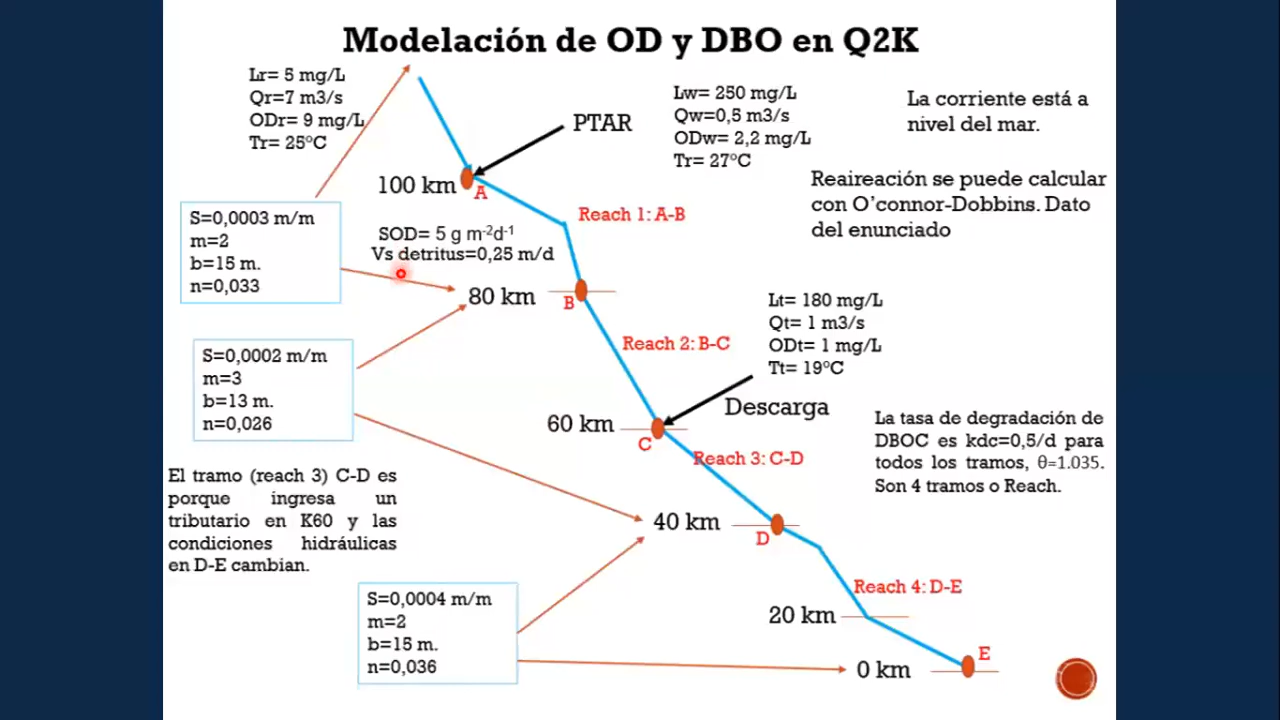 Modelación de OD y DBO en Q2K
Lr= 5 mg/L
Qr=7 m3/s
ODr= 9 mg/L
Tr= 25°C
PTAR
Lw= 250 mg/L
Qw=0,5 m3/s
ODw= 2,2 mg/L
Tr= 27°C
La corriente está a
nivel del mar.
Reaireación se puede calcular
con O’connor-Dobbins. Dato
del enunciado
100 km
A
Reach 1: A-B
S=0,0003 m/m
m=2
b=15 m.
n=0,033
SOD= 5 g m-2d-1
Vs detritus=0,25 m/d
80 km
B
Reach 2: B-C
Lt= 180 mg/L
Qt= 1 m3/s
ODt= 1 mg/L
Tt= 19°C
Descarga
S=0,0002 m/m
m=3
b=13 m.
n=0,026
60 km
C
Reach 3: C-D
La tasa de degradación de
DBOC es kdc=0,5/d para
todos los tramos, θ=1.035.
Son 4 tramos o Reach.
El tramo (reach 3) C-D es
porque ingresa un
tributario en K60 y las
condiciones hidráulicas
en D-E cambian.
40 km
D
Reach 4: D-E
S=0,0004 m/m
m=2
b=15 m.
n=0,036
20 km
0 km
E